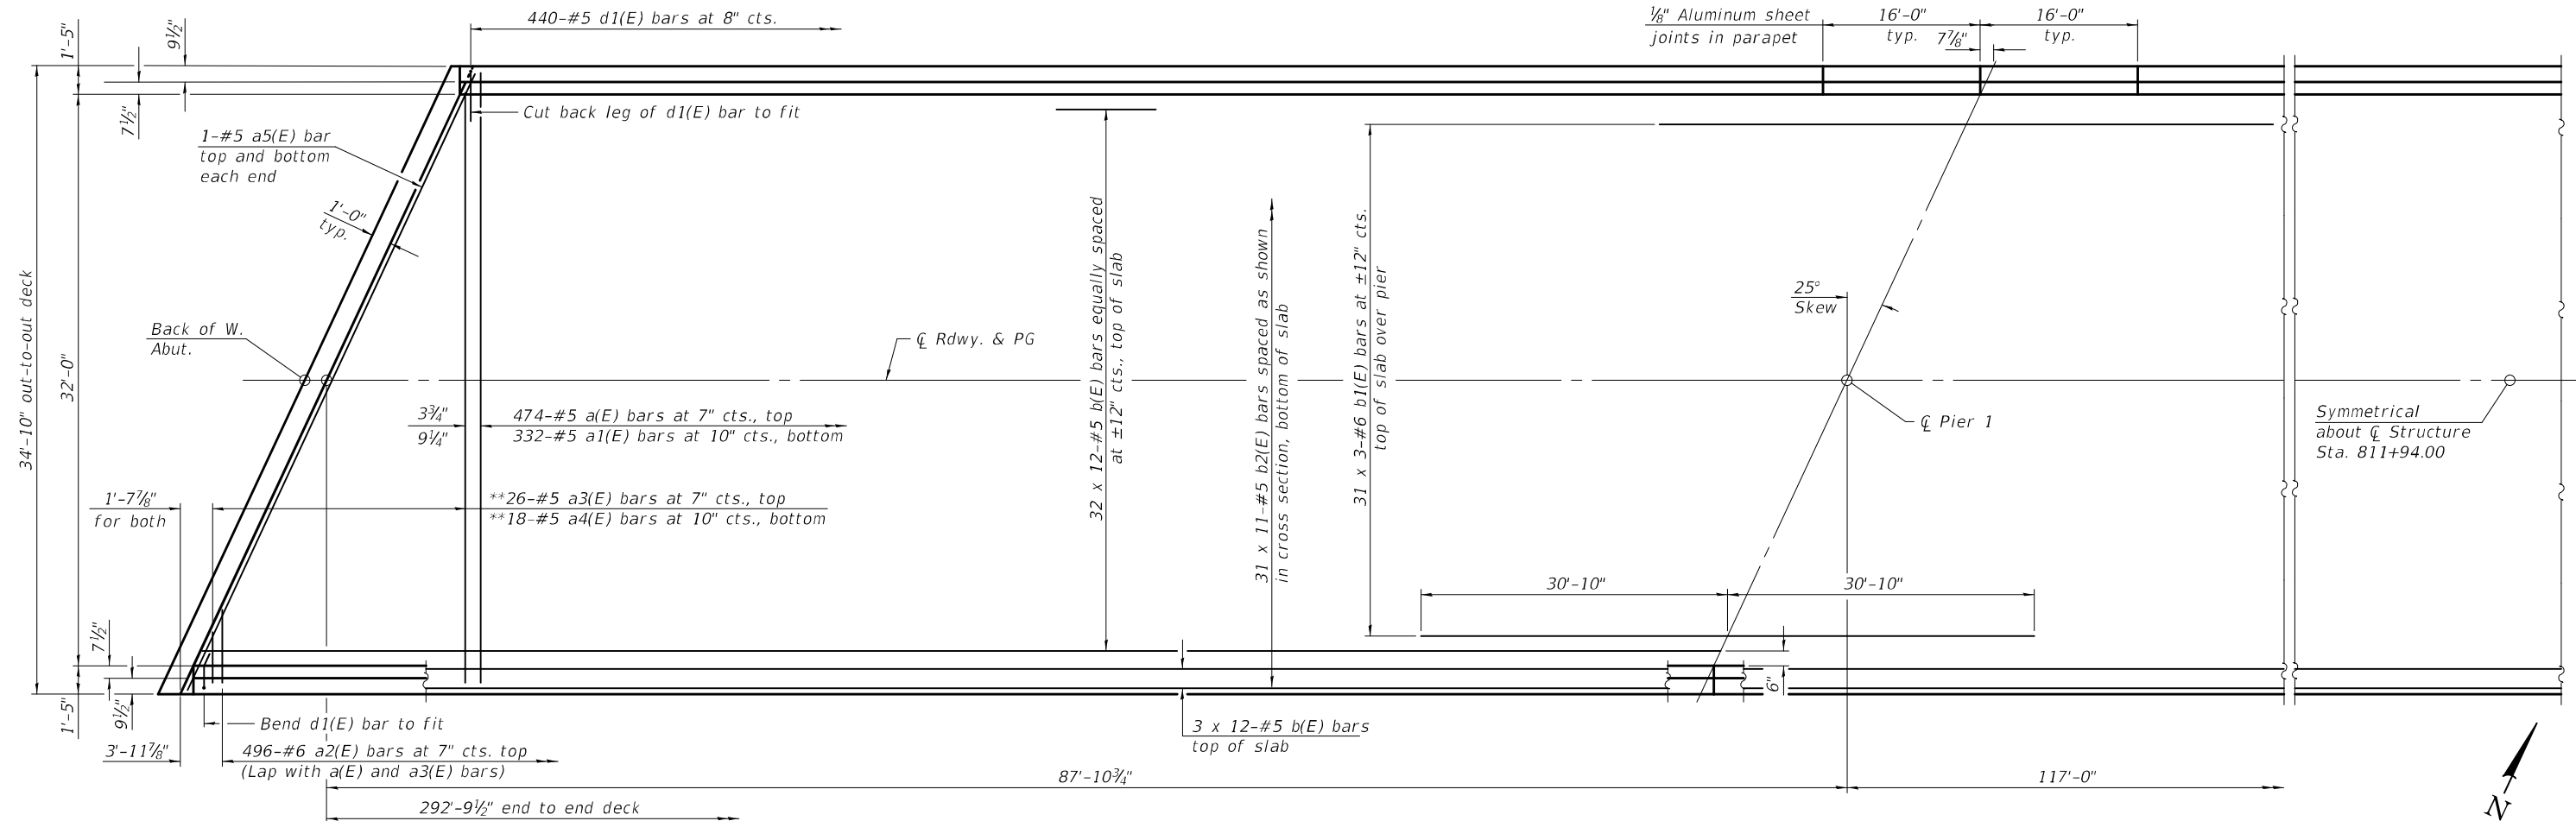 440-#5 d1(E) bars at 8" cts.
⅛" Aluminum sheet
joints in parapet
16'-0"
typ.
16'-0"
typ.
7⅞"
1'-5"
9½"
7½"
Cut back leg of d1(E) bar to fit
1-#5 a5(E) bar
top and bottom
each end
1'-0"
typ.
34'-10" out-to-out deck
32'-0"
Back of W.
Abut.
℄ Rdwy. & PG
32 x 12-#5 b(E) bars equally spaced
at ±12" cts., top of slab
31 x 11-#5 b2(E) bars spaced as shown
in cross section, bottom of slab
31 x 3-#6 b1(E) bars at ±12" cts.
top of slab over pier
25°
Skew
℄ Pier 1
Symmetrical
about ℄ Structure
Sta. 811+94.00
3¾"
9¼"
474-#5 a(E) bars at 7" cts., top
332-#5 a1(E) bars at 10" cts., bottom
1'-7⅞"
for both
**26-#5 a3(E) bars at 7" cts., top
**18-#5 a4(E) bars at 10" cts., bottom
30'-10"
30'-10"
7½"
9½"
1'-5"
6"
Bend d1(E) bar to fit
3'-11⅞"
496-#6 a2(E) bars at 7" cts. top
(Lap with a(E) and a3(E) bars)
3 x 12-#5 b(E) bars
top of slab
87'-10¾"
117'-0"
292'-9½" end to end deck
N